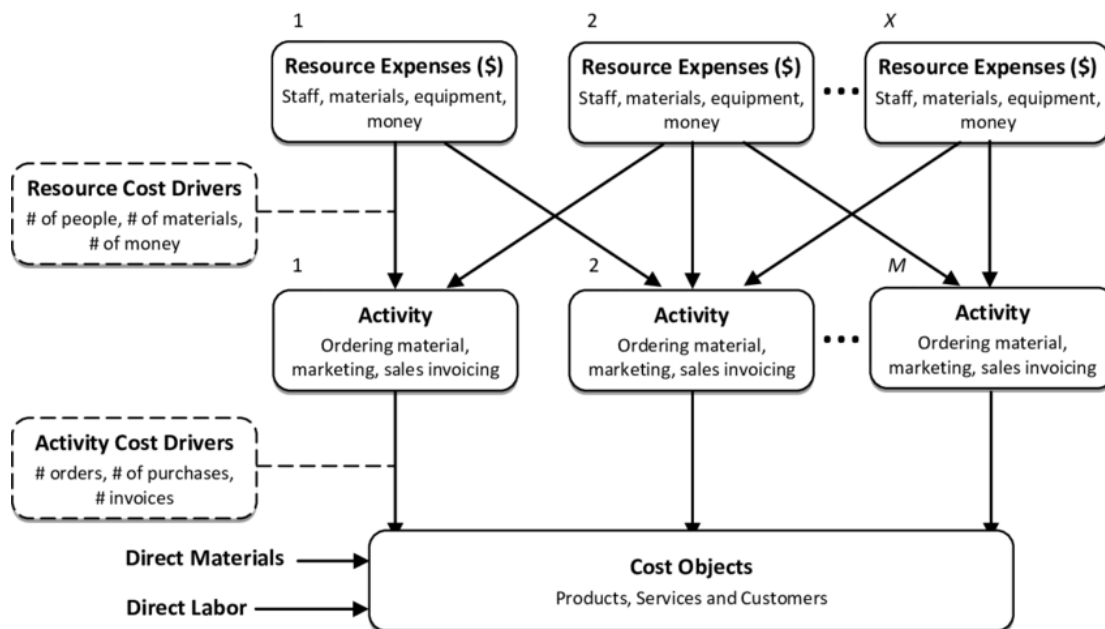 1
2
X
Resource Expenses ($)
Staff, materials, equipment,
money
Resource Expenses ($)
Staff, materials, equipment,
money
•••
Resource Expenses ($)
Staff, materials, equipment,
money
Resource Cost Drivers
# of people, # of materials,
# of money
1
2
M
Activity
Ordering material,
marketing, sales invoicing
Activity
Ordering material,
marketing, sales invoicing
•••
Activity
Ordering material,
marketing, sales invoicing
Activity Cost Drivers
# orders, # of purchases,
# invoices
Direct Materials
Direct Labor
Cost Objects
Products, Services and Customers